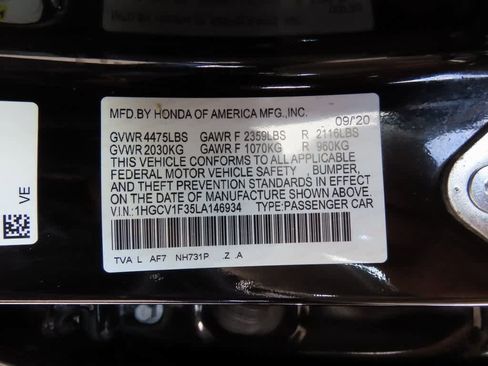 MFD.BY HONDA OF AMERICA MFG.,INC.
09/'20
GVWR 4475LBS GAWR F 2359LBS R 2116LBS
GVWR 2030KG GAWR F 1070KG R 960KG
THIS VEHICLE CONFORMS TO ALL APPLICABLE
FEDERAL MOTOR VEHICLE SAFETY , BUMPER,
AND THEFT PREVENTION STANDARDS IN EFFECT
ON THE DATE OF MANUFACTURE SHOWN ABOVE.
V.I.N.:1HGCV1F35LA146934 TYPE:PASSENGER CAR
TVA L AF7 NH731P .Z .A
VE